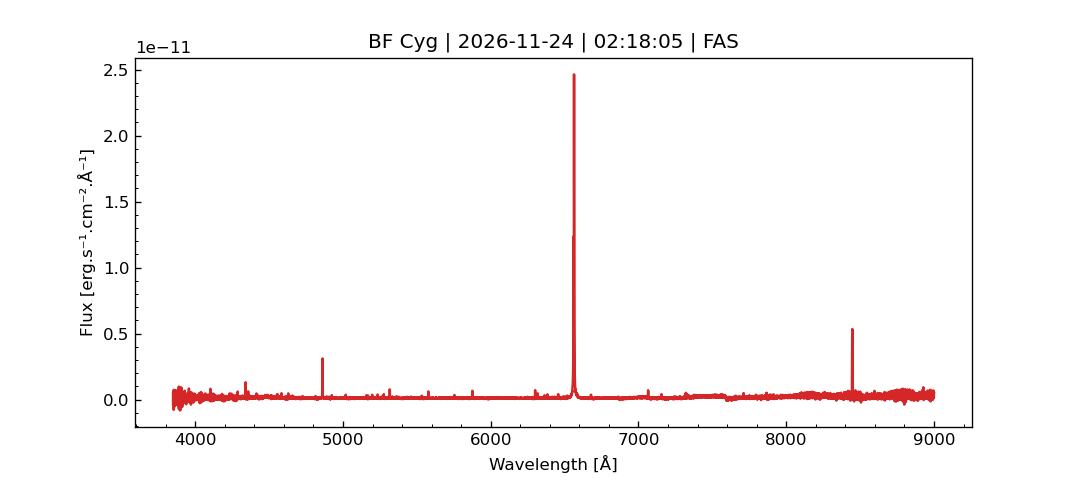 BF Cyg | 2026-11-24 | 02:18:05 | FAS
1e−11
2.5
2.0
1.5
1.0
0.5
0.0
Flux [erg.s⁻¹.cm⁻².Å⁻¹]
4000 5000 6000 7000 8000 9000
Wavelength [Å]